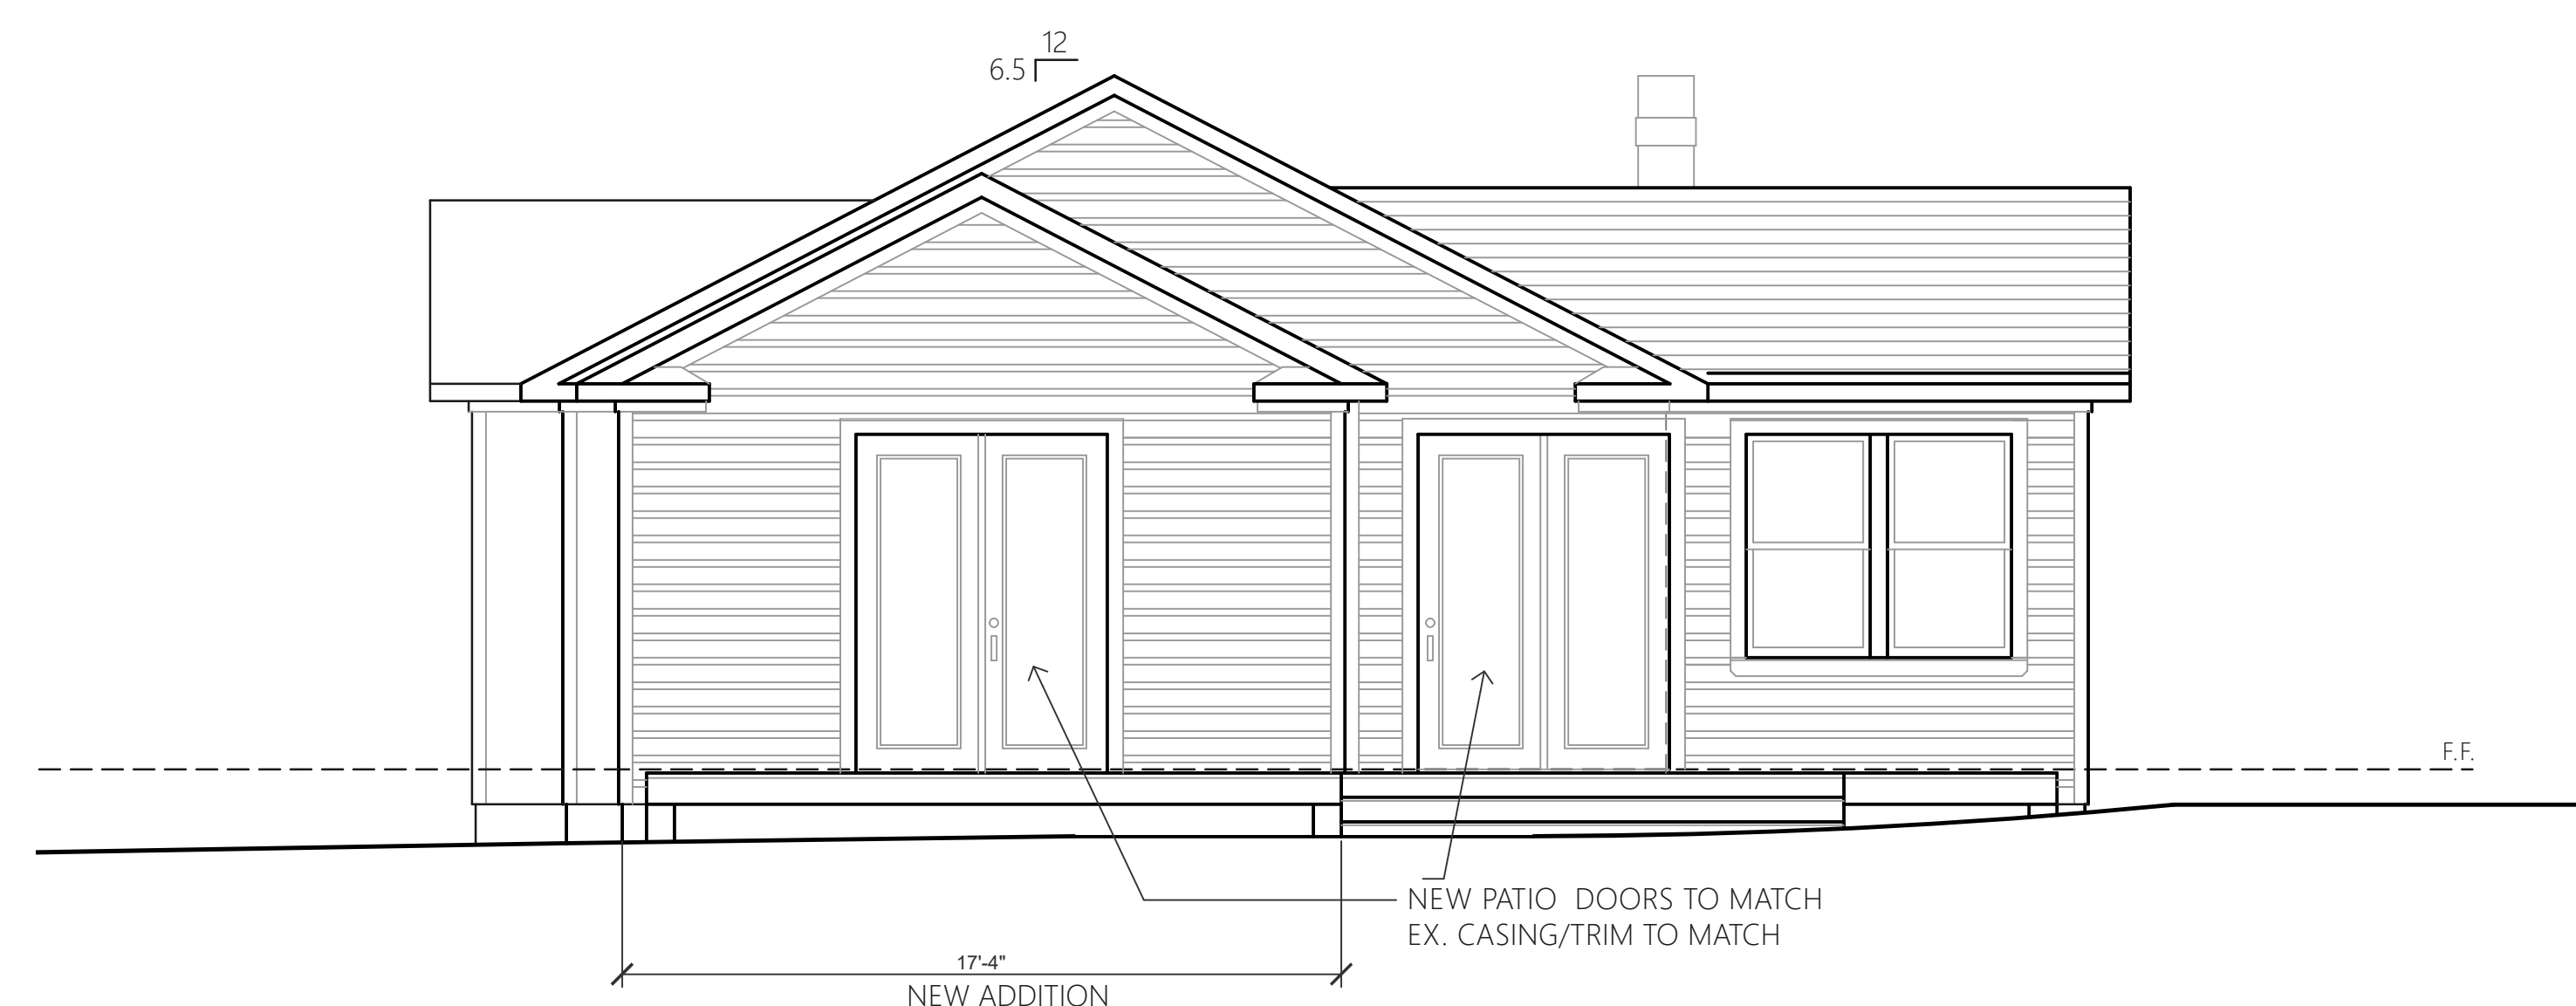 12
6.5
F.F.
NEW PATIO DOORS TO MATCH
EX. CASING/TRIM TO MATCH
17'-4"
NEW ADDITION